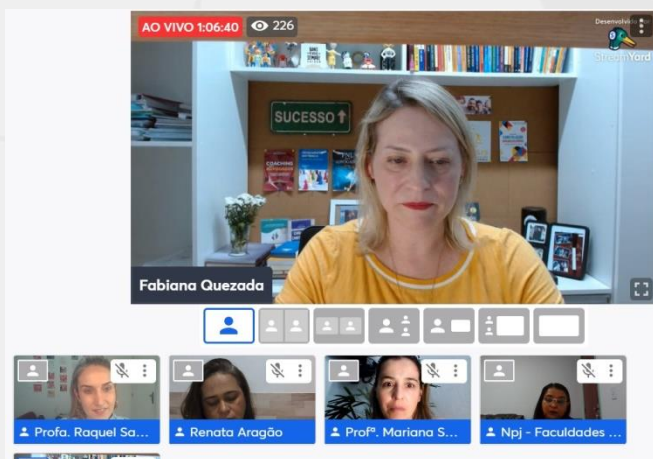 AO VIVO 1:06:40 226
StreamYard
SUCESSO
COACHING
Fabiana Quezada
Profa. Raquel Sa...
Renata Aragão
Profª. Mariana S...
Npj - Faculdades ...